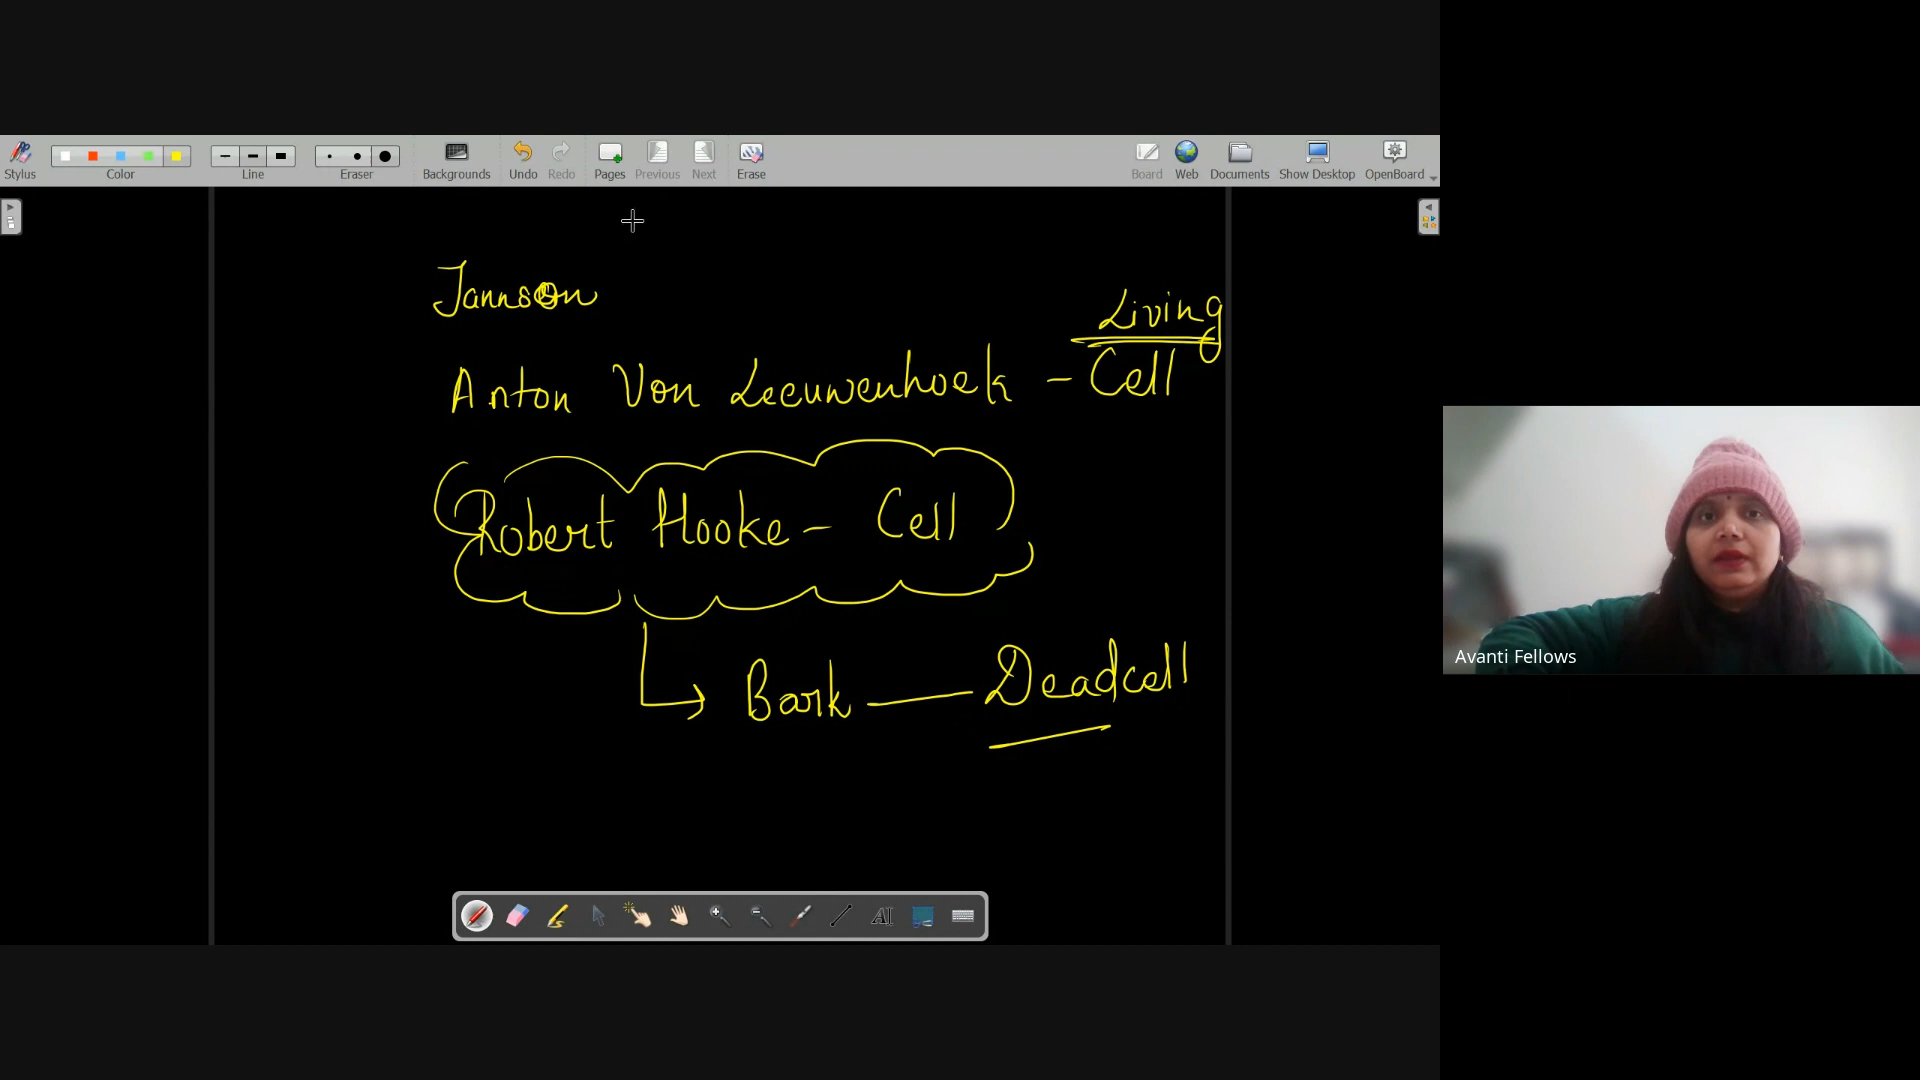 Stylus Color Line Eraser Backgrounds Undo Redo Pages Previous Next Erase Board Web Documents Show Desktop OpenBoard
Living
Anton Von Leeuwenhoek - Cell
Robert Hooke - Cell
Bark — Deadcell
Avanti Fellows